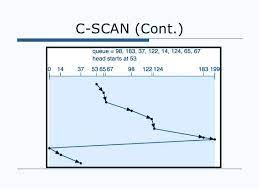 C-SCAN (Cont.)
queue = 98, 183, 37, 122, 14, 124, 65, 67
head starts at 53
0 14 37 53 65 67 98 122 124 183 199